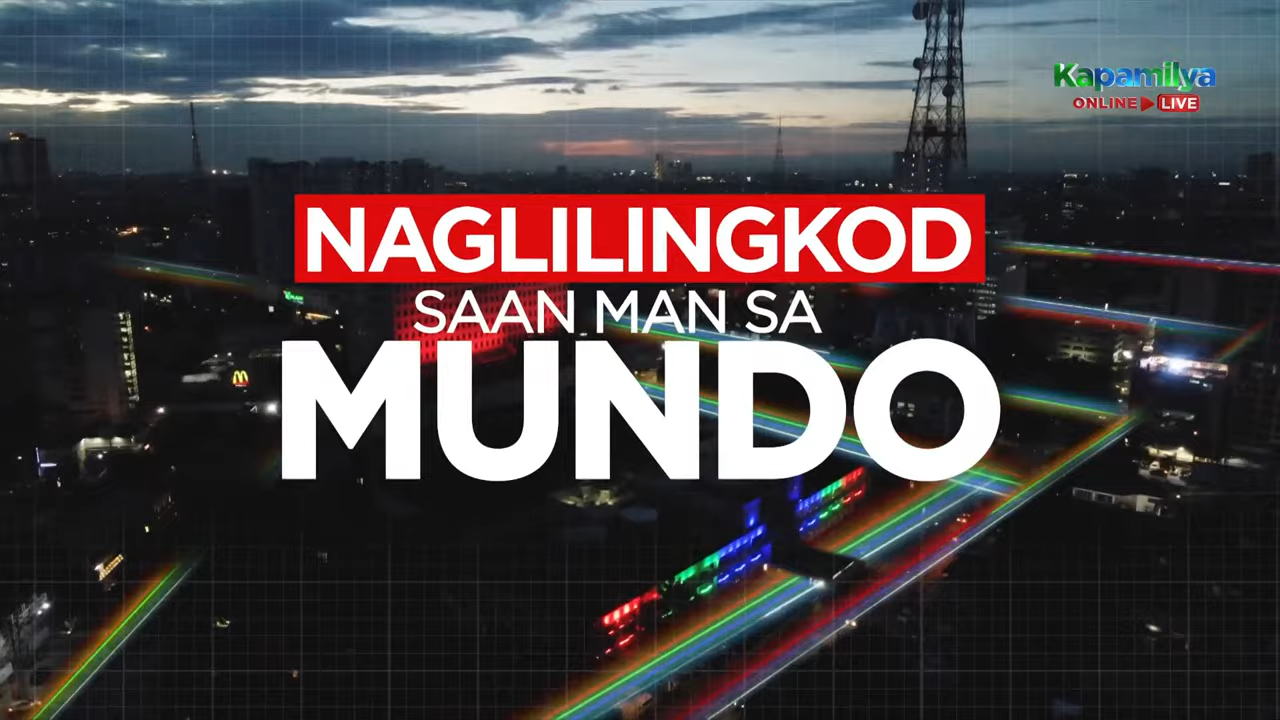 Kapamilya
ONLINE LIVE
NAGLILINGKOD
SAAN MAN SA
MUNDO